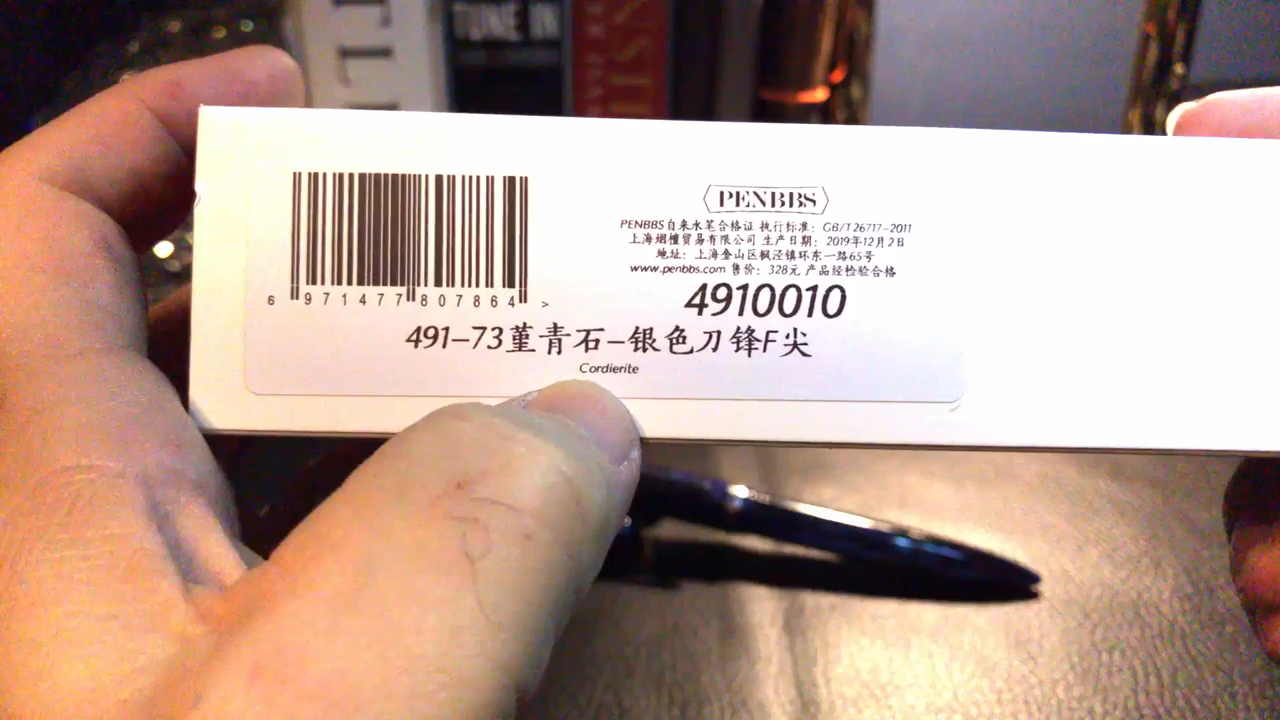 TUNE IN
PENBBS
PENBBS自来水笔合格证 执行标准：GB/T 26717-2011
上海烟憧贸易有限公司 生产日期：2019年12月2日
地址：上海金山区枫泾镇环东一路65号
www.penbbs.com 售价：328元 产品经检验合格
4910010
6 971477 807864 >
491-73堇青石-银色刀锋F尖
Cordierite